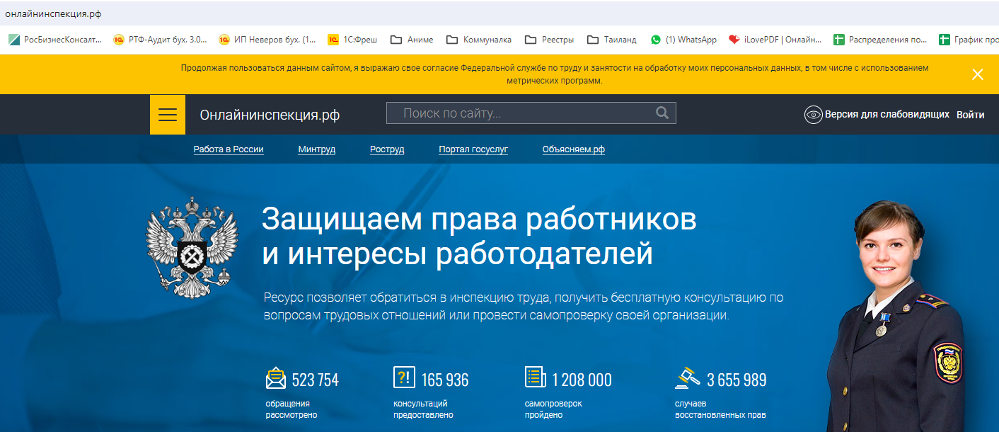 онлайнинспекция.рф
РосБизнесКонсалт...
РТФ-Аудит бух. 3.0...
ИП Неверов бух. (1...
1С:Фреш
Аниме
Коммуналка
Реестры
Таиланд
(1) WhatsApp
iLovePDF | Онлайн...
Распределения по...
График про
Продолжая пользоваться данным сайтом, я выражаю свое согласие Федеральной службе по труду и занятости на обработку моих персональных данных, в том числе с использованием
метрических программ.
Онлайнинспекция.рф
Поиск по сайту...
Версия для слабовидящих
Войти
Работа в России
Минтруд
Роструд
Портал госуслуг
Объясняем.рф
Защищаем права работников
и интересы работодателей
Ресурс позволяет обратиться в инспекцию труда, получить бесплатную консультацию по
вопросам трудовых отношений или провести самопроверку своей организации.
523 754
обращения
рассмотрено
165 936
консультаций
предоставлено
1 208 000
самопроверок
пройдено
3 655 989
случаев
восстановленных прав